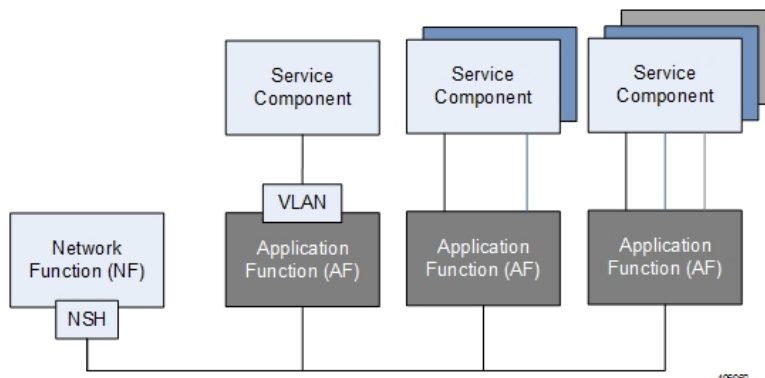 Service
Component
Service
Component
Service
Component
VLAN
Network
Function (NF)
Application
Function (AF)
Application
Function (AF)
Application
Function (AF)
NSH